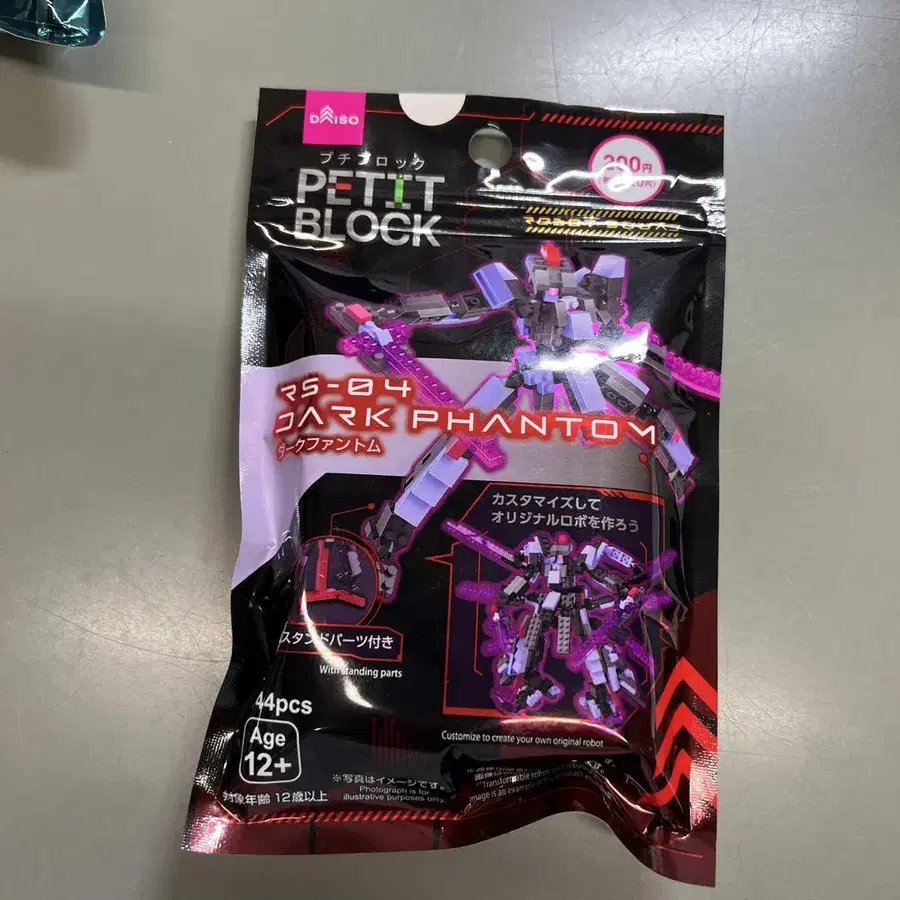 DAISO
プチブロック
PETIT
BLOCK
200円
RS-04
DARK PHANTOM
ダークファントム
カスタマイズして
オリジナルロボを作ろう
スタンドパーツ付き
With standing parts
44pcs
Age
12+
対象年齢 12歳以上
Customize to create your own original robot
※写真はイメージです。
Photograph is for
illustrative purposes only.